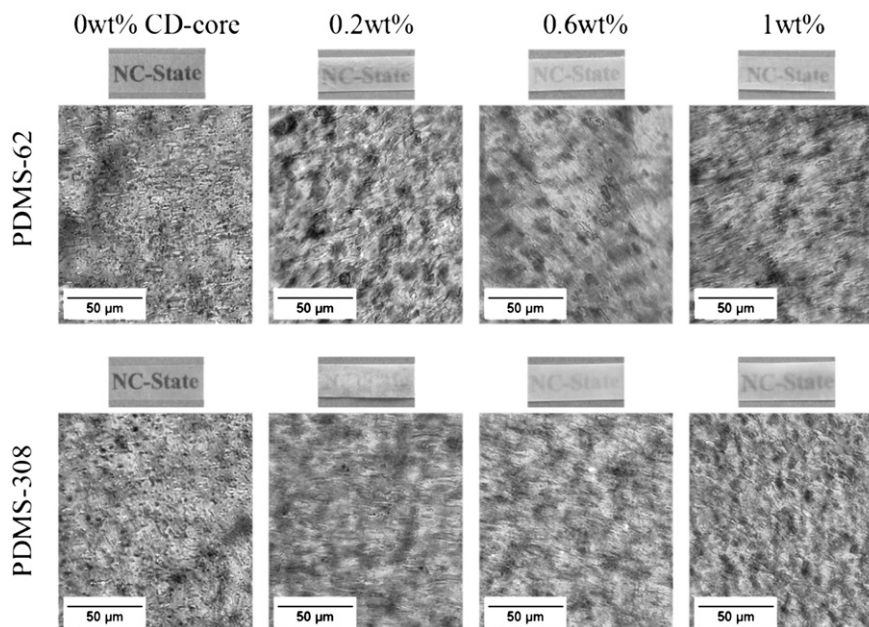 0wt% CD-core 0.2wt% 0.6wt% 1wt%
NC-State NC-State NC-State NC-State
PDMS-62
50 µm 50 µm 50 µm 50 µm
NC-State NC-State NC-State
PDMS-308
50 µm 50 µm 50 µm 50 µm